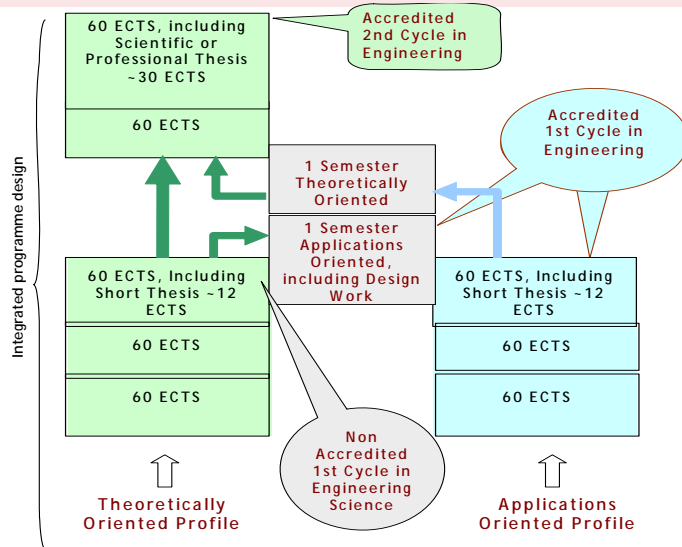 60 ECTS, including
Scientific or
Professional Thesis
~30 ECTS
60 ECTS
Accredited
2nd Cycle in
Engineering
Accredited
1st Cycle in
Engineering
1 Semester
Theoretically
Oriented
1 Semester
Applications
Oriented,
including Design
Work
Integrated programme design
60 ECTS, Including
Short Thesis ~12
ECTS
60 ECTS
60 ECTS
60 ECTS, Including
Short Thesis ~12
ECTS
60 ECTS
60 ECTS
Non
Accredited
1st Cycle in
Engineering
Science
Theoretically
Oriented Profile
Applications
Oriented Profile